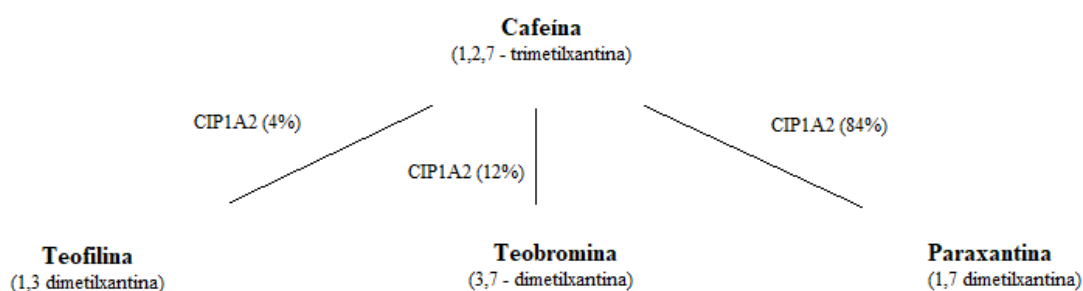 Cafeína
(1,2,7 - trimetilxantina)
CIP1A2 (4%)
CIP1A2 (12%)
CIP1A2 (84%)
Teofilina
(1,3 dimetilxantina)
Teobromina
(3,7 - dimetilxantina)
Paraxantina
(1,7 dimetilxantina)